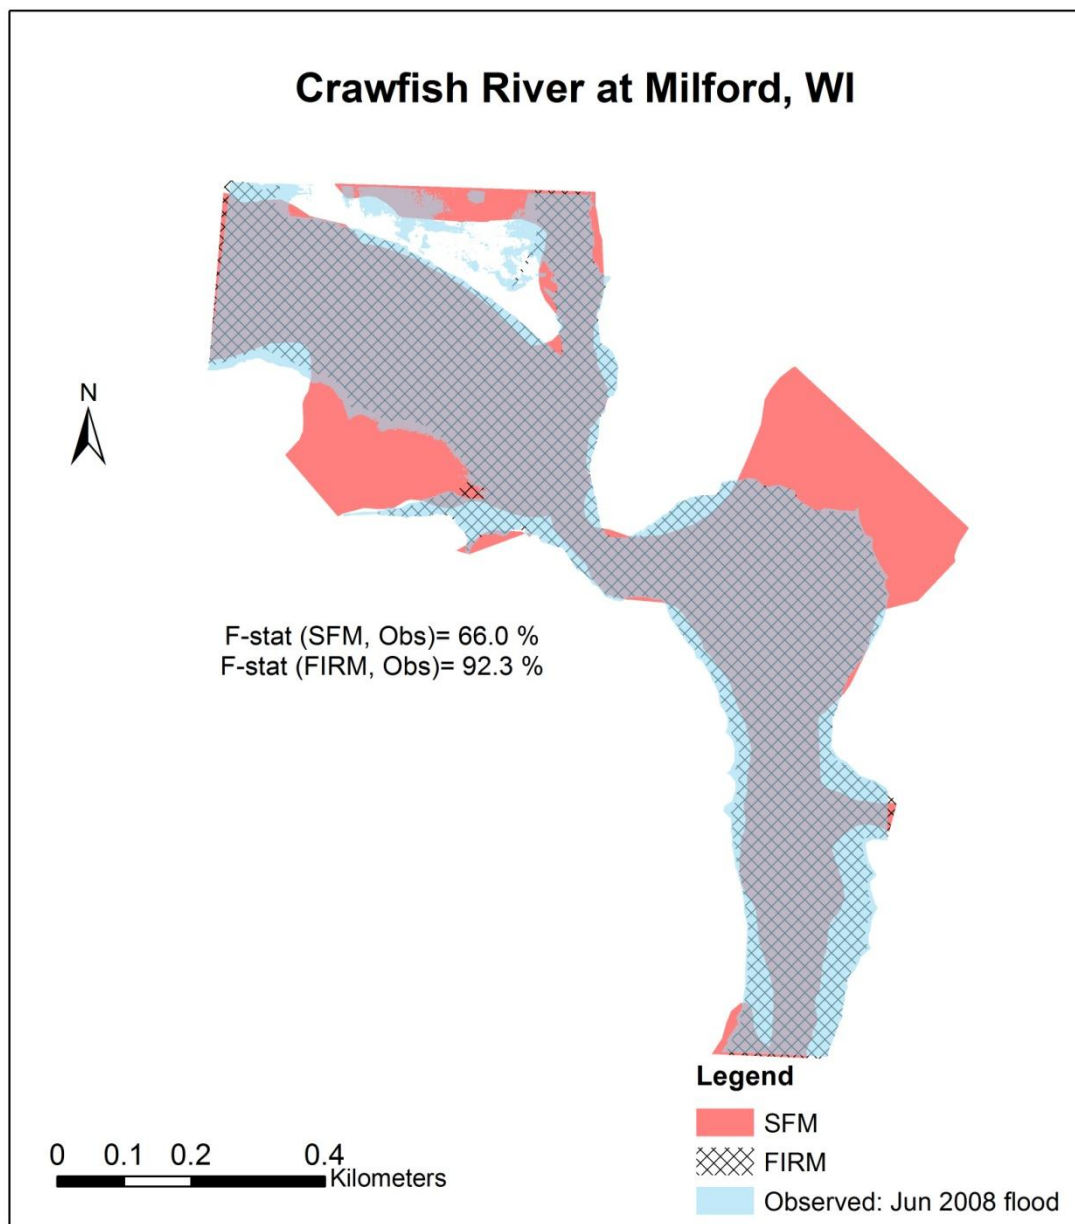 Crawfish River at Milford, WI
N
F-stat (SFM, Obs)= 66.0 %
F-stat (FIRM, Obs)= 92.3 %
Legend
SFM
FIRM
Observed: Jun 2008 flood
0 0.1 0.2 0.4
Kilometers